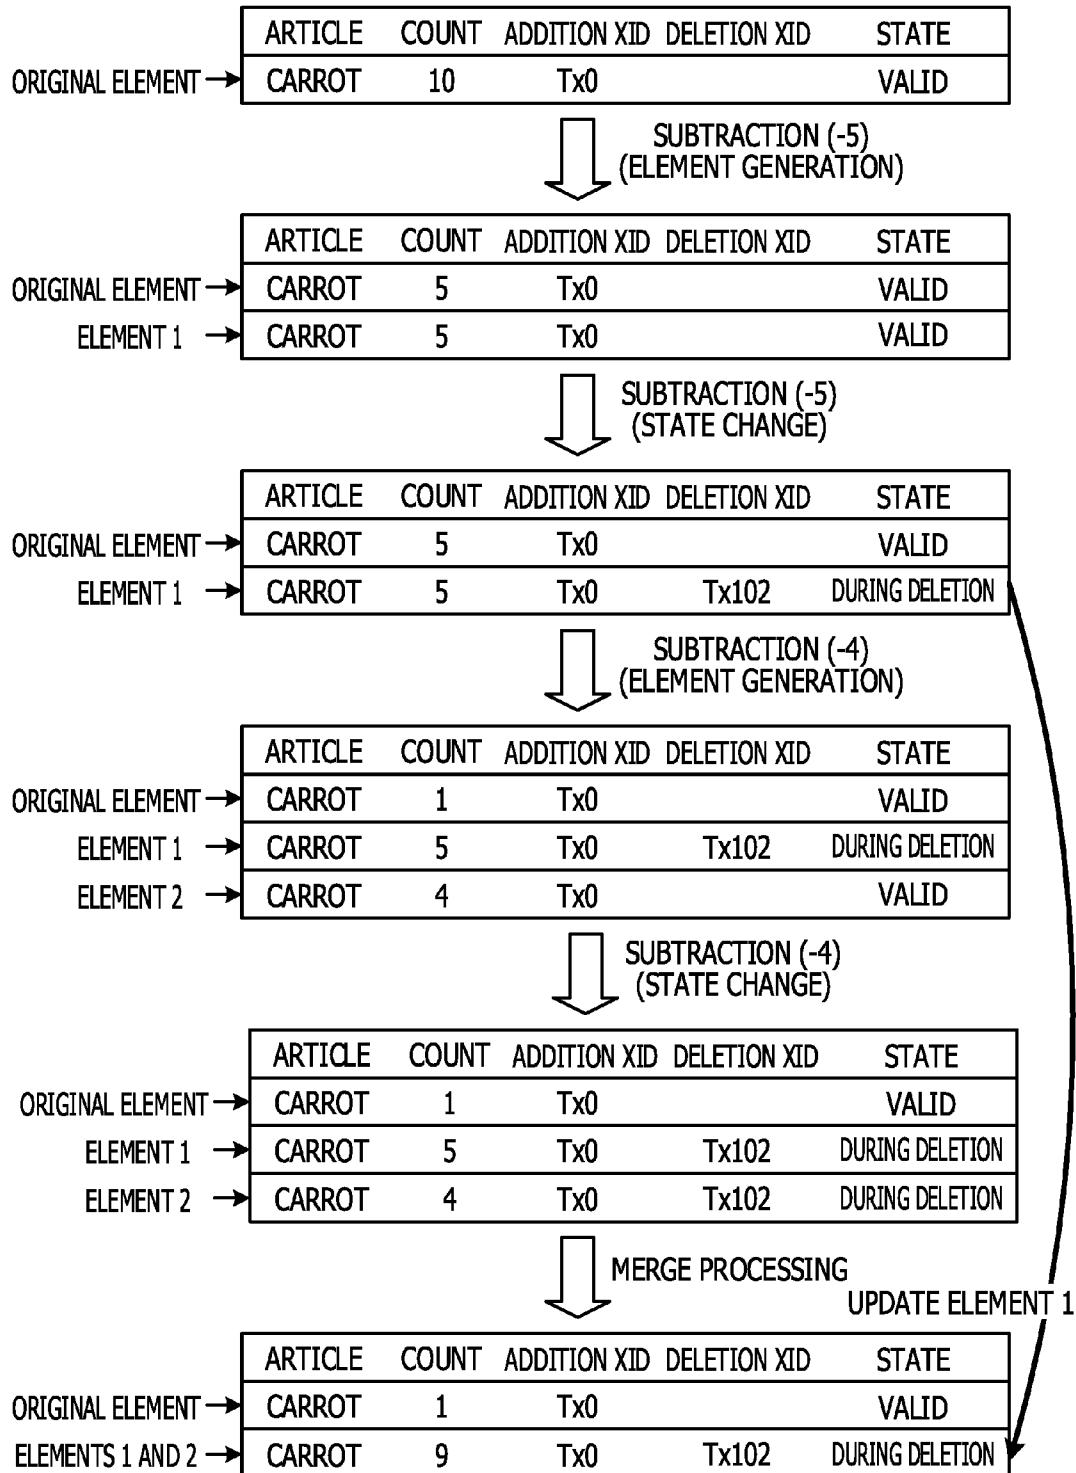 ARTICLE COUNT ADDITION XID DELETION XID STATE
ORIGINAL ELEMENT CARROT 10 Tx0 VALID
SUBTRACTION (-5)
(ELEMENT GENERATION)
ARTICLE COUNT ADDITION XID DELETION XID STATE
ORIGINAL ELEMENT CARROT 5 Tx0 VALID
ELEMENT 1 CARROT 5 Tx0 VALID
SUBTRACTION (-5)
(STATE CHANGE)
ARTICLE COUNT ADDITION XID DELETION XID STATE
ORIGINAL ELEMENT CARROT 5 Tx0 VALID
ELEMENT 1 CARROT 5 Tx0 Tx102 DURING DELETION
SUBTRACTION (-4)
(ELEMENT GENERATION)
ARTICLE COUNT ADDITION XID DELETION XID STATE
ORIGINAL ELEMENT CARROT 1 Tx0 VALID
ELEMENT 1 CARROT 5 Tx0 Tx102 DURING DELETION
ELEMENT 2 CARROT 4 Tx0 VALID
SUBTRACTION (-4)
(STATE CHANGE)
ARTICLE COUNT ADDITION XID DELETION XID STATE
ORIGINAL ELEMENT CARROT 1 Tx0 VALID
ELEMENT 1 CARROT 5 Tx0 Tx102 DURING DELETION
ELEMENT 2 CARROT 4 Tx0 Tx102 DURING DELETION
MERGE PROCESSING
UPDATE ELEMENT 1
ARTICLE COUNT ADDITION XID DELETION XID STATE
ORIGINAL ELEMENT CARROT 1 Tx0 VALID
ELEMENTS 1 AND 2 CARROT 9 Tx0 Tx102 DURING DELETION